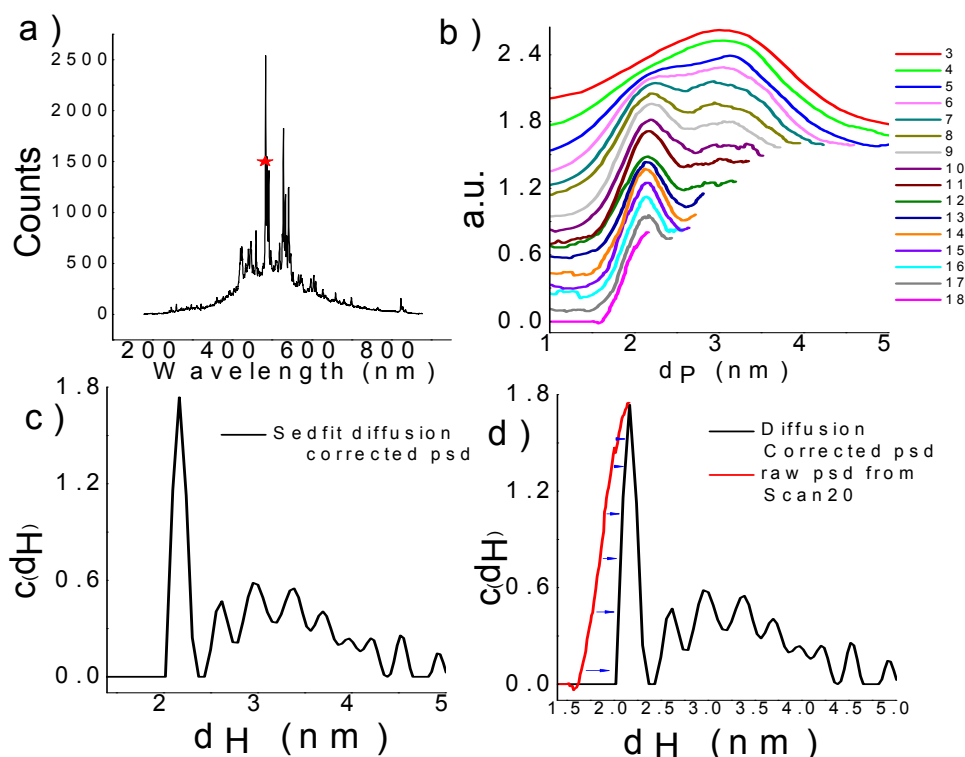 a)
Counts
2500
2000
1500
1000
500
0
200 400 600 800
Wavelength (nm)
b)
a.u.
2.4
1.8
1.2
0.6
0.0
1 2 3 4 5
dP (nm)
3
4
5
6
7
8
9
10
11
12
13
14
15
16
17
18
c)
c(dH)
1.8
1.2
0.6
0.0
2 3 4 5
dH (nm)
Sedfit diffusion
corrected psd
d)
c(dH)
1.8
1.2
0.6
0.0
1.5 2.0 2.5 3.0 3.5 4.0 4.5 5.0
dH (nm)
Diffusion
Corrected psd
raw psd from
Scan20